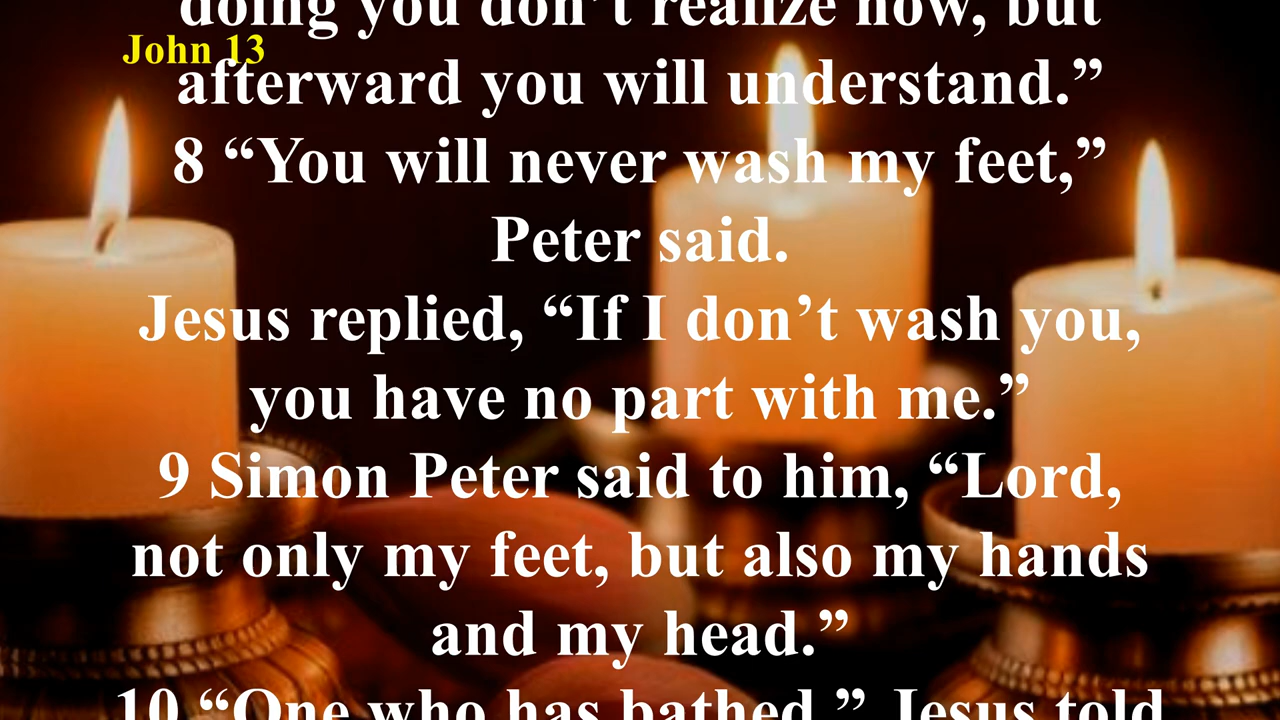 doing you don’t realize now, but
John 13
afterward you will understand.”
8 “You will never wash my feet,”
Peter said.
Jesus replied, “If I don’t wash you,
you have no part with me.”
9 Simon Peter said to him, “Lord,
not only my feet, but also my hands
and my head.”
10 “One who has bathed,” Jesus told